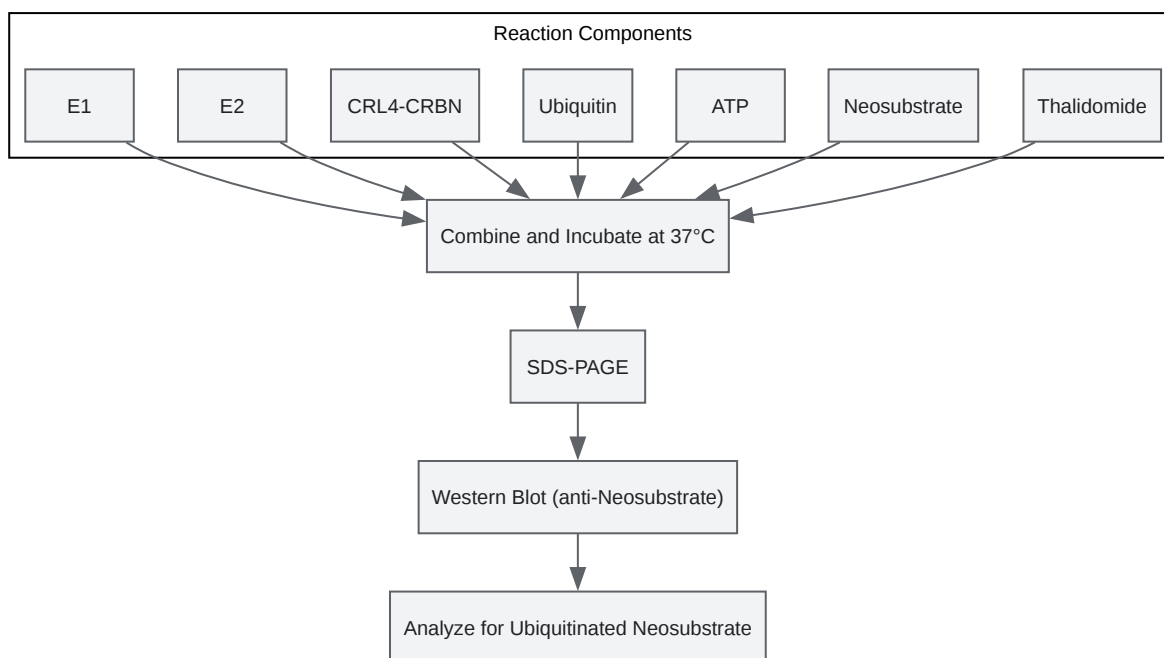 Reaction Components
E1
E2
CRL4-CRBN
Ubiquitin
ATP
Neosubstrate
Thalidomide
Combine and Incubate at 37°C
SDS-PAGE
Western Blot (anti-Neosubstrate)
Analyze for Ubiquitinated Neosubstrate